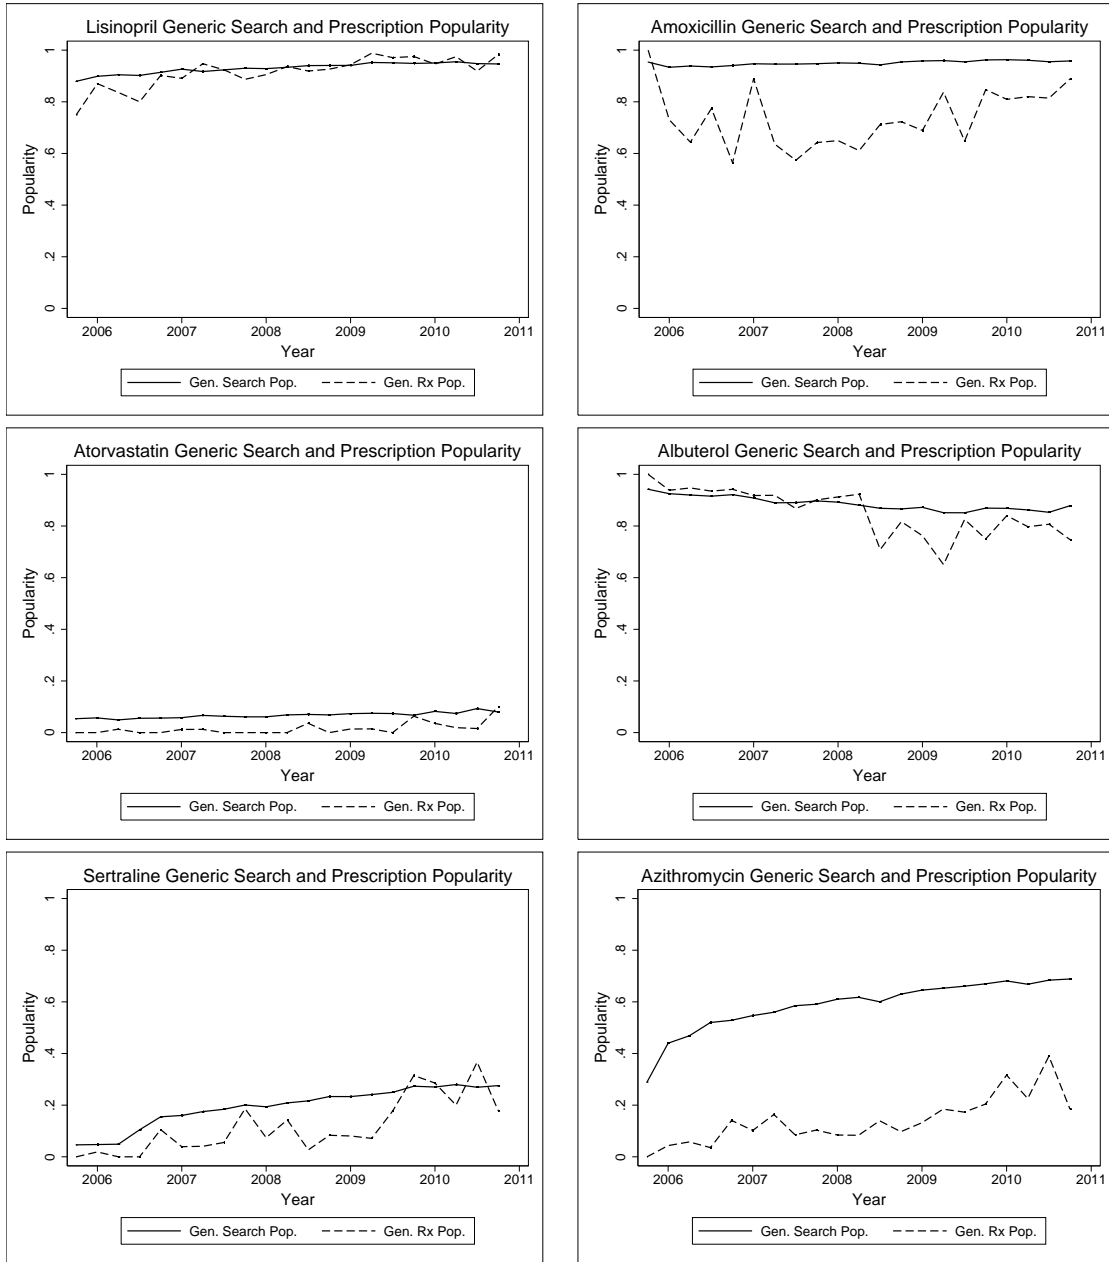 Lisinopril Generic Search and Prescription Popularity
Popularity
0 .2 .4 .6 .8 1
2006 2007 2008 2009 2010 2011
Year
Gen. Search Pop. Gen. Rx Pop.
Amoxicillin Generic Search and Prescription Popularity
Popularity
0 .2 .4 .6 .8 1
2006 2007 2008 2009 2010 2011
Year
Gen. Search Pop. Gen. Rx Pop.
Atorvastatin Generic Search and Prescription Popularity
Popularity
0 .2 .4 .6 .8 1
2006 2007 2008 2009 2010 2011
Year
Gen. Search Pop. Gen. Rx Pop.
Albuterol Generic Search and Prescription Popularity
Popularity
0 .2 .4 .6 .8 1
2006 2007 2008 2009 2010 2011
Year
Gen. Search Pop. Gen. Rx Pop.
Sertraline Generic Search and Prescription Popularity
Popularity
0 .2 .4 .6 .8 1
2006 2007 2008 2009 2010 2011
Year
Gen. Search Pop. Gen. Rx Pop.
Azithromycin Generic Search and Prescription Popularity
Popularity
0 .2 .4 .6 .8 1
2006 2007 2008 2009 2010 2011
Year
Gen. Search Pop. Gen. Rx Pop.